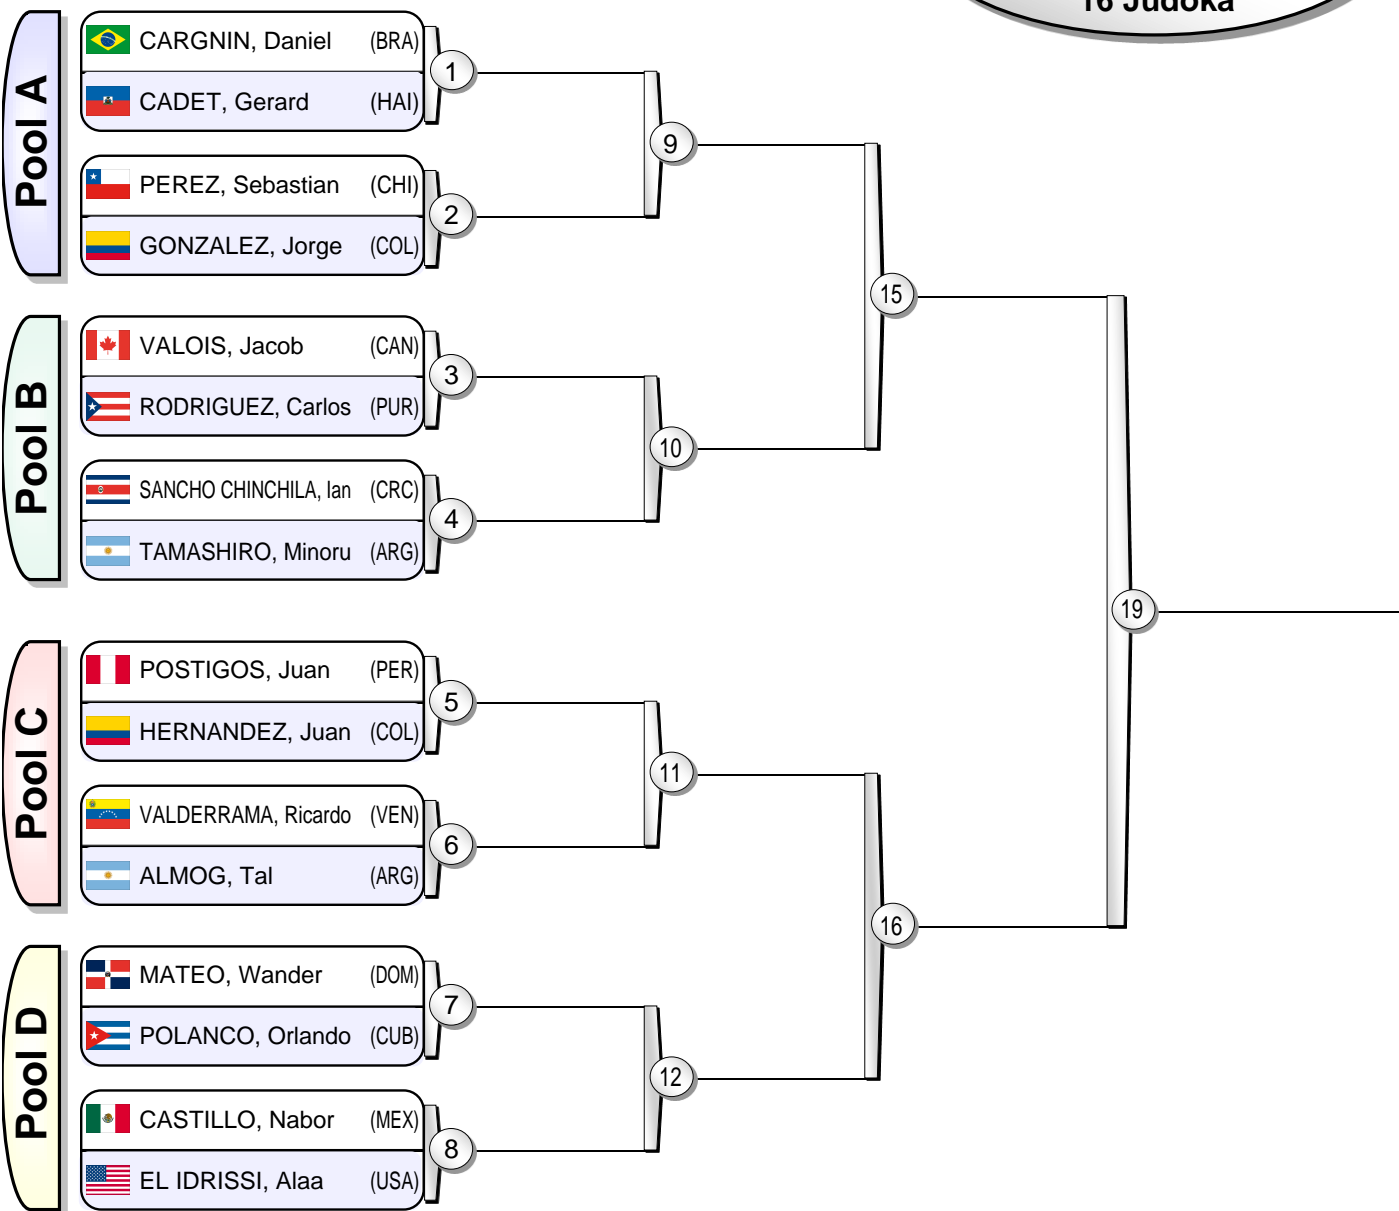 16 Judoka
Pool A
CARGNIN, Daniel (BRA)
CADET, Gerard (HAI)
1
PEREZ, Sebastian (CHI)
GONZALEZ, Jorge (COL)
2
9
Pool B
VALOIS, Jacob (CAN)
RODRIGUEZ, Carlos (PUR)
3
SANCHO CHINCHILA, Ian (CRC)
TAMASHIRO, Minoru (ARG)
4
10
15
Pool C
POSTIGOS, Juan (PER)
HERNANDEZ, Juan (COL)
5
VALDERRAMA, Ricardo (VEN)
ALMOG, Tal (ARG)
6
11
Pool D
MATEO, Wander (DOM)
POLANCO, Orlando (CUB)
7
CASTILLO, Nabor (MEX)
EL IDRISSI, Alaa (USA)
8
12
16
19